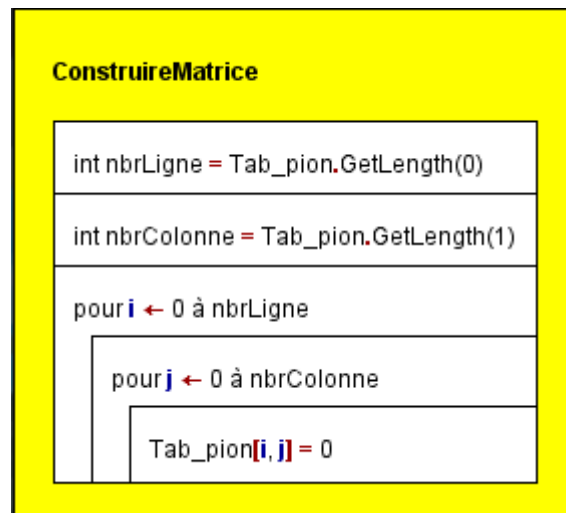 ConstruireMatrice
int nbrLigne = Tab_pion.GetLength(0)
int nbrColonne = Tab_pion.GetLength(1)
pour i ← 0 à nbrLigne
pour j ← 0 à nbrColonne
Tab_pion[i, j] = 0